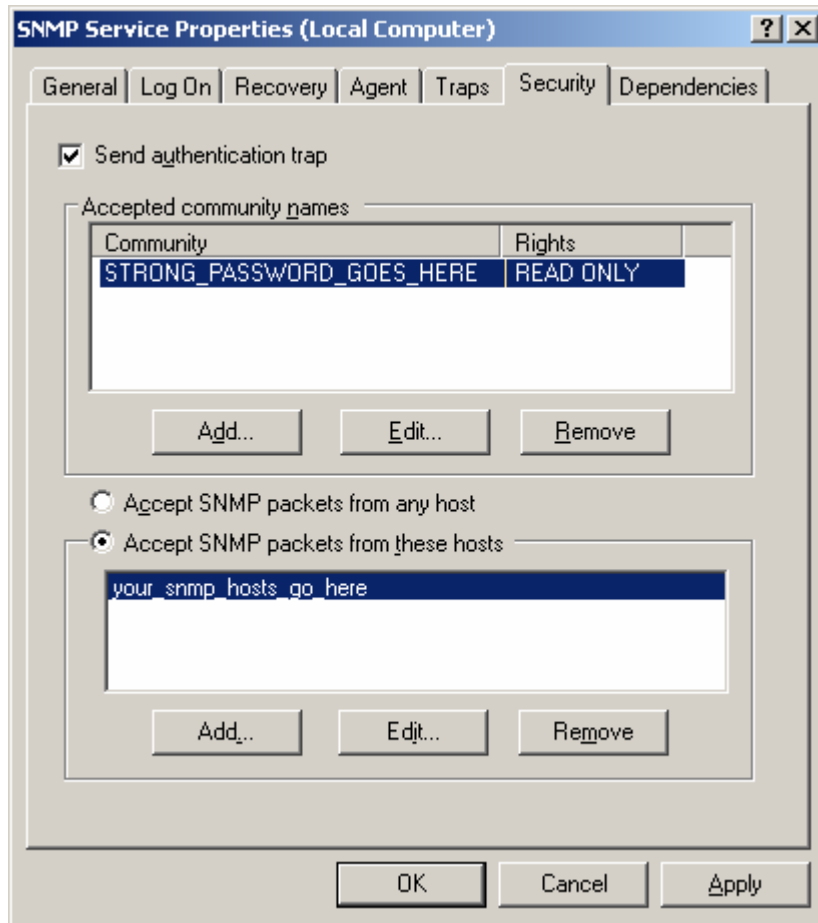 SNMP Service Properties (Local Computer)
General Log On Recovery Agent Traps Security Dependencies
Send authentication trap
Accepted community names
Community Rights
STRONG_PASSWORD_GOES_HERE READ ONLY
Add... Edit... Remove
Accept SNMP packets from any host
Accept SNMP packets from these hosts
your_snmp_hosts_go_here
Add... Edit... Remove
OK Cancel Apply